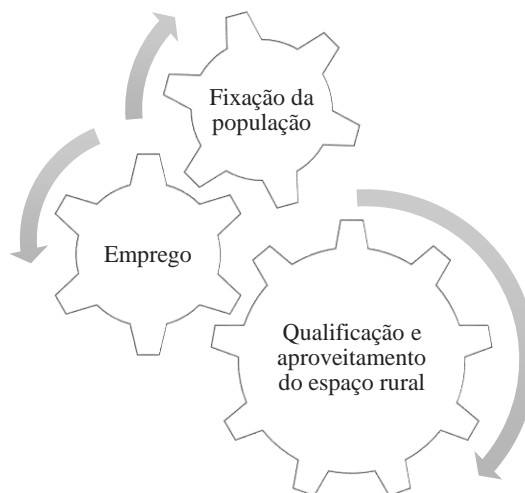 Fixação da
população
Emprego
Qualificação e
aproveitamento
do espaço rural